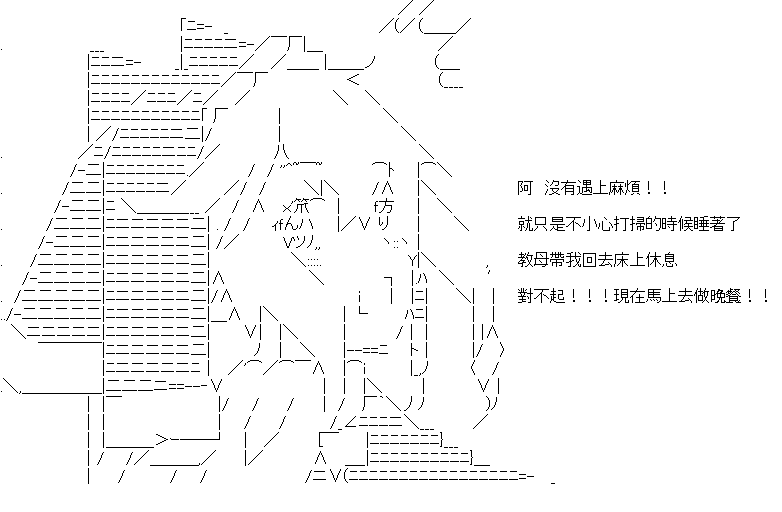 阿　沒有遇上麻煩！！
就只是不小心打掃的時候睡著了
教母帶我回去床上休息
對不起！！！現在馬上去做晚餐！！